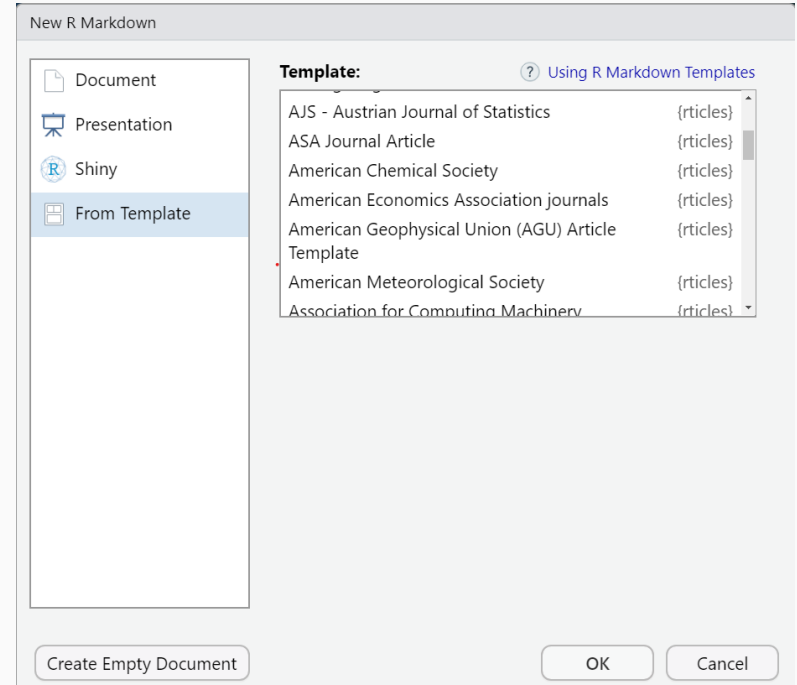 New R Markdown
Document
Presentation
Shiny
From Template
Template:
? Using R Markdown Templates
AJS - Austrian Journal of Statistics {rticles}
ASA Journal Article {rticles}
American Chemical Society {rticles}
American Economics Association journals {rticles}
American Geophysical Union (AGU) Article {rticles}
Template
American Meteorological Society {rticles}
Association for Computing Machinery {rticles}
Create Empty Document
OK
Cancel